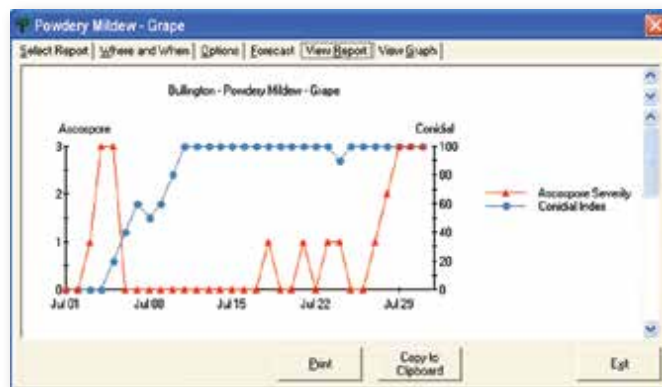 Powdery Mildew - Grape
Select Report Where and When Options Forecast View Report View Graph
Bullington - Powdery Mildew - Grape
Ascospore Conidial
3 100
80
2
60
40
1
20
0 0
Jul 01 Jul 08 Jul 15 Jul 22 Jul 29
Ascospore Severity
Conidial Index
Print
Copy to
Clipboard
Exit